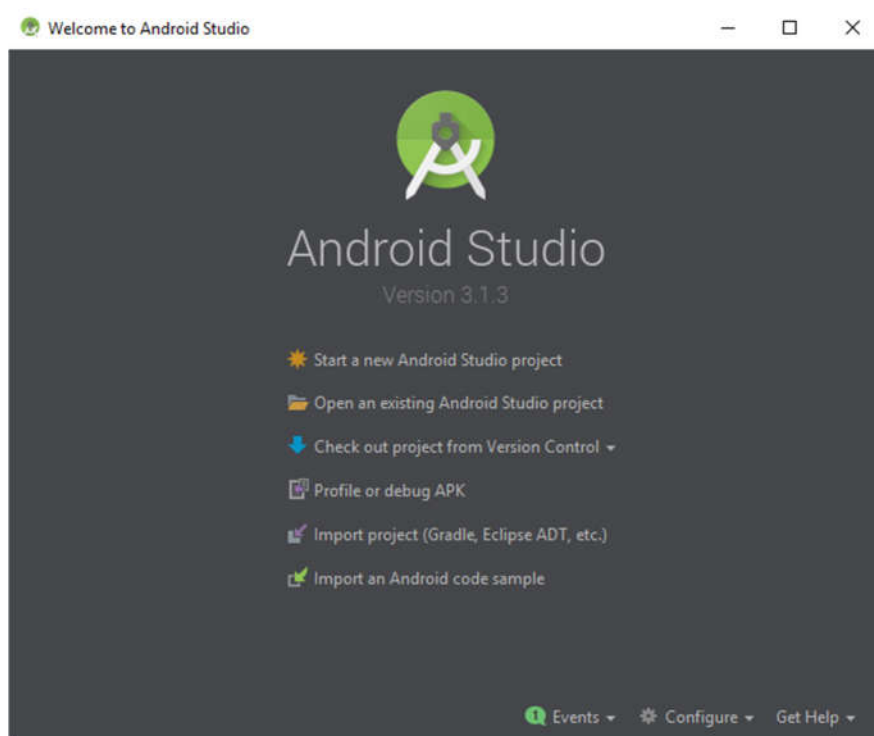 Welcome to Android Studio
Android Studio
Version 3.1.3
Start a new Android Studio project
Open an existing Android Studio project
Check out project from Version Control
Profile or debug APK
Import project (Gradle, Eclipse ADT, etc.)
Import an Android code sample
1 Events Configure Get Help